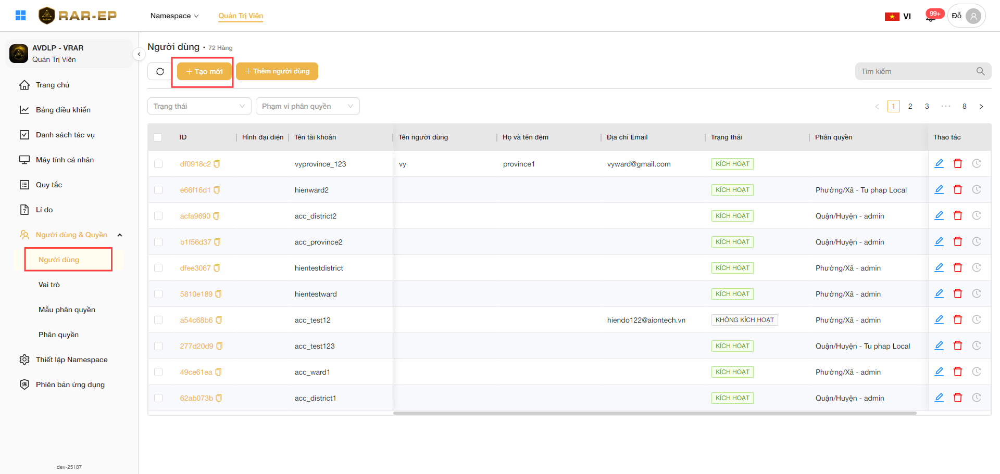 RAR-EP
Namespace
Quản Trị Viên
VI
99+
Đỗ
AVDLP - VRAR
Quản Trị Viên
Trang chủ
Bảng điều khiển
Danh sách tác vụ
Máy tính cá nhân
Quy tắc
Lí do
Người dùng & Quyền
Người dùng
Vai trò
Mẫu phân quyền
Phân quyền
Thiết lập Namespace
Phiên bản ứng dụng
dev-25187
Người dùng • 72 Hàng
Tạo mới
Thêm người dùng
Tìm kiếm
Trạng thái
Phạm vi phân quyền
1 2 3 ••• 8
ID Hình đại diện Tên tài khoản Tên người dùng Họ và tên đệm Địa chỉ Email Trạng thái Phân quyền Thao tác
df0918c2 vyprovince_123 vy province1 vyward@gmail.com KÍCH HOẠT
e66f16d1 hienward2 KÍCH HOẠT Phường/Xã - Tu phap Local
acfa9690 acc_district2 KÍCH HOẠT Quận/Huyện - admin
b1f56d37 acc_province2 KÍCH HOẠT Quận/Huyện - admin
dfee3067 hientestdistrict KÍCH HOẠT Phường/Xã - admin
5810e189 hientestward KÍCH HOẠT Phường/Xã - admin
a54c68b6 acc_test12 hiendo122@aiontech.vn KHÔNG KÍCH HOẠT Phường/Xã - admin
277d20d9 acc_test123 KÍCH HOẠT Quận/Huyện - Tu phap Local
49ce61ea acc_ward1 KÍCH HOẠT Phường/Xã - admin
62ab073b acc_district1 KÍCH HOẠT Quận/Huyện - admin